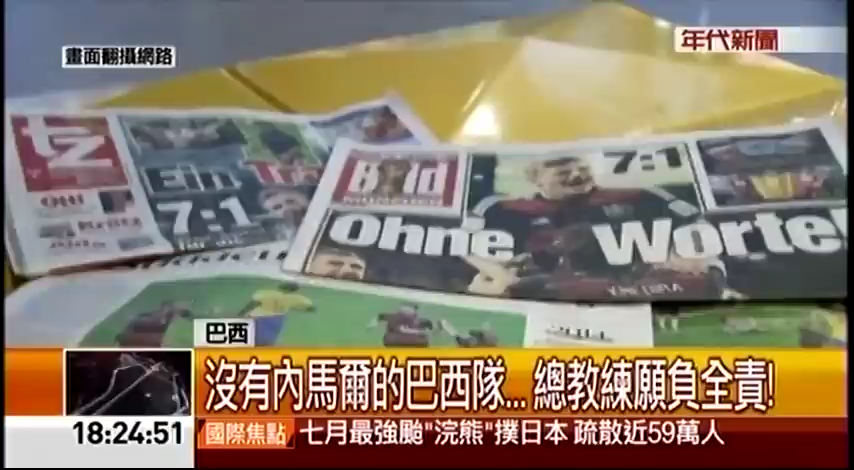 年代新聞
畫面翻攝網路
tz
Bild
7:1
Ein
7:1
Ohne
Worte!
巴西
沒有內馬爾的巴西隊... 總教練願負全責!
18:24:51
國際焦點 七月最強颱"浣熊"撲日本 疏散近59萬人